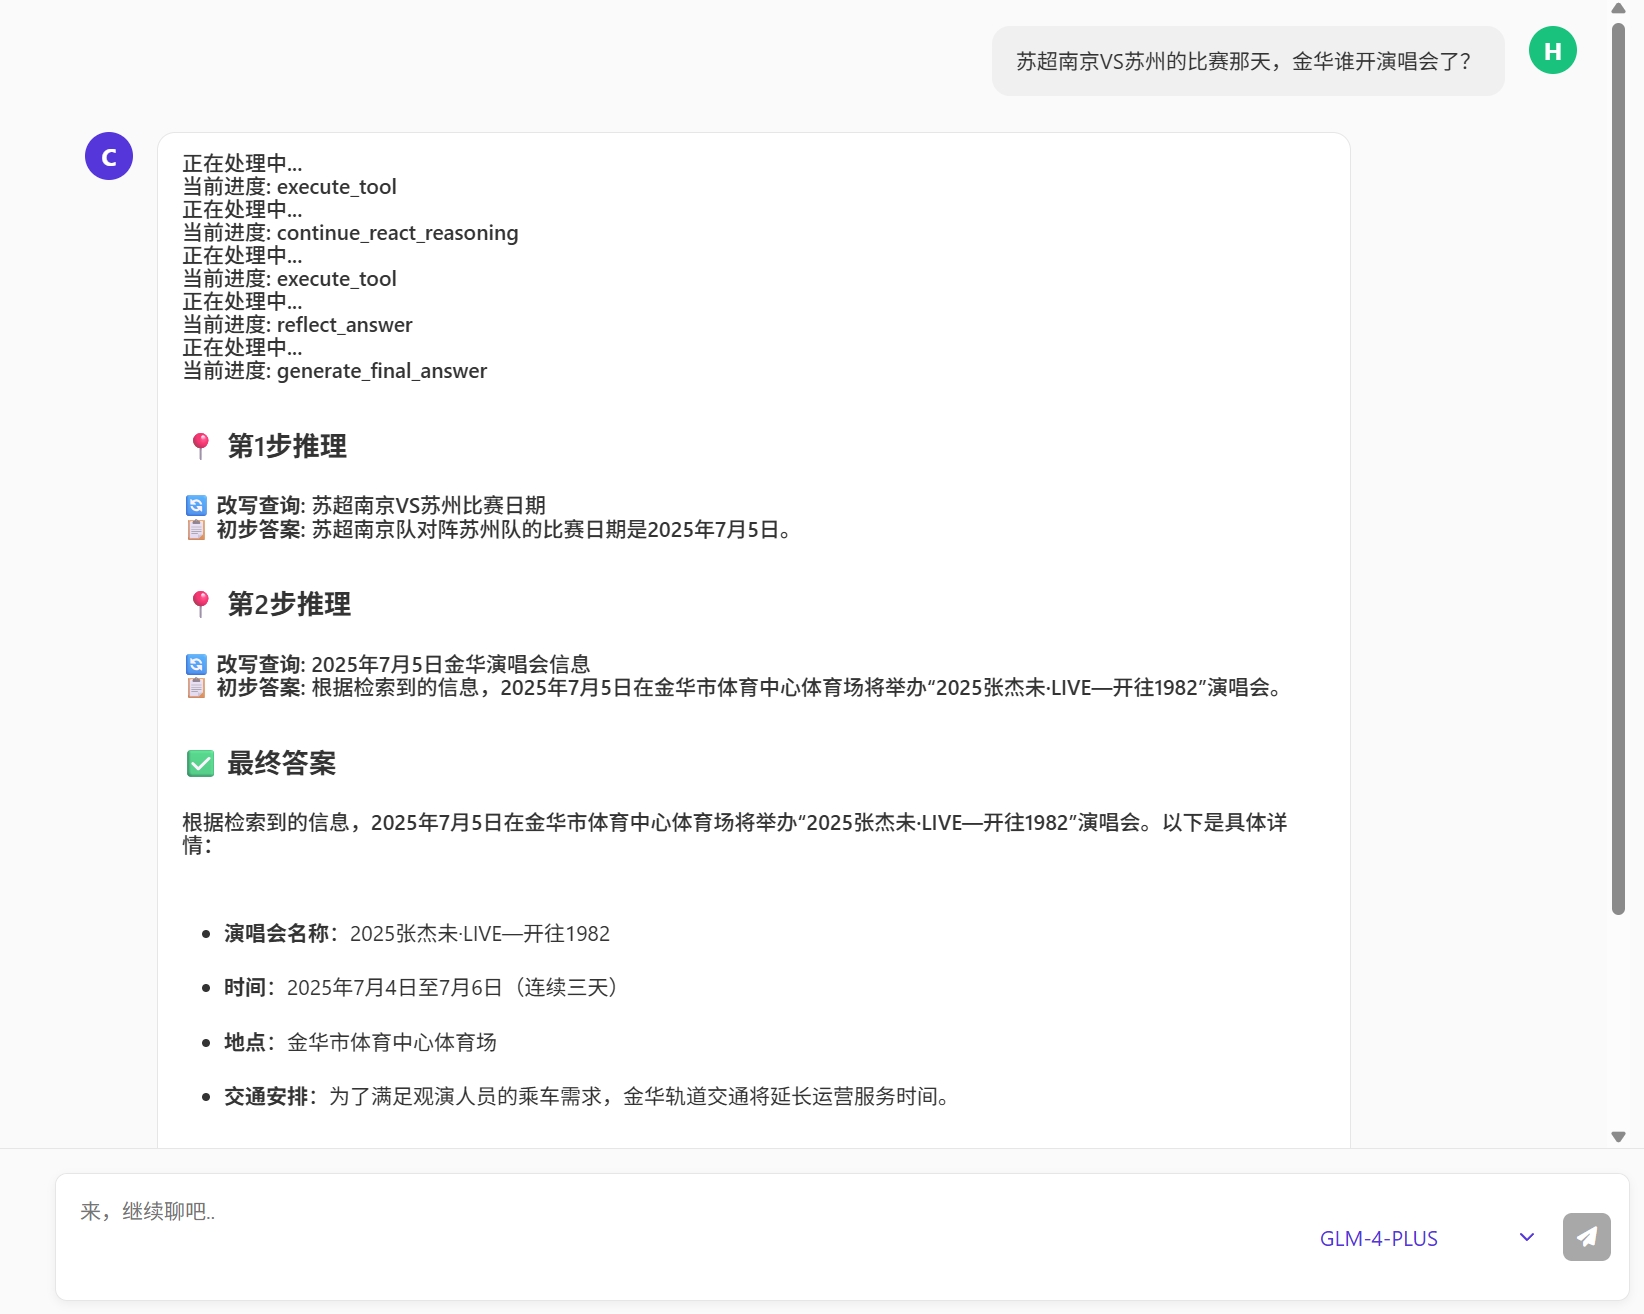 苏超南京VS苏州的比赛那天，金华谁开演唱会了？
H
C
正在处理中...
当前进度: execute_tool
正在处理中...
当前进度: continue_react_reasoning
正在处理中...
当前进度: execute_tool
正在处理中...
当前进度: reflect_answer
正在处理中...
当前进度: generate_final_answer
第1步推理
改写查询: 苏超南京VS苏州比赛日期
初步答案: 苏超南京队对阵苏州队的比赛日期是2025年7月5日。
第2步推理
改写查询: 2025年7月5日金华演唱会信息
初步答案: 根据检索到的信息，2025年7月5日在金华市体育中心体育场将举办“2025张杰未·LIVE—开往1982”演唱会。
最终答案
根据检索到的信息，2025年7月5日在金华市体育中心体育场将举办“2025张杰未·LIVE—开往1982”演唱会。以下是具体详
情：
演唱会名称：2025张杰未·LIVE—开往1982
时间：2025年7月4日至7月6日（连续三天）
地点：金华市体育中心体育场
交通安排：为了满足观演人员的乘车需求，金华轨道交通将延长运营服务时间。
来，继续聊吧..
GLM-4-PLUS